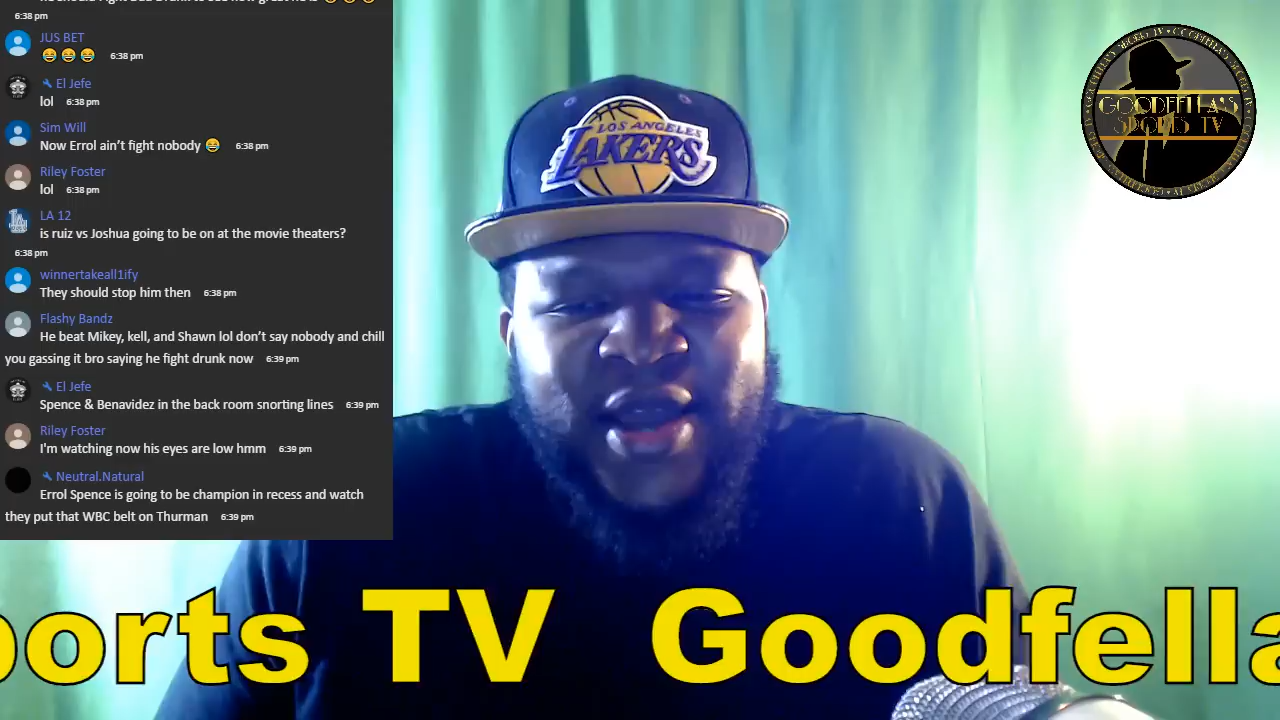 6:38 pm
JUS BET
😂 😂 😂 6:38 pm
El Jefe
lol 6:38 pm
Sim Will
Now Errol ain't fight nobody 😂 6:38 pm
Riley Foster
lol 6:38 pm
LA 12
is ruiz vs Joshua going to be on at the movie theaters?
6:38 pm
winnertakeall1ify
They should stop him then 6:38 pm
Flashy Bandz
He beat Mikey, kell, and Shawn lol don't say nobody and chill
you gassing it bro saying he fight drunk now 6:39 pm
El Jefe
Spence & Benavidez in the back room snorting lines 6:39 pm
Riley Foster
I'm watching now his eyes are low hmm 6:39 pm
Neutral.Natural
Errol Spence is going to be champion in recess and watch
they put that WBC belt on Thurman 6:39 pm
LOS ANGELES
LAKERS
GOODFELLA'S
SPORTS TV
ports TV Goodfella